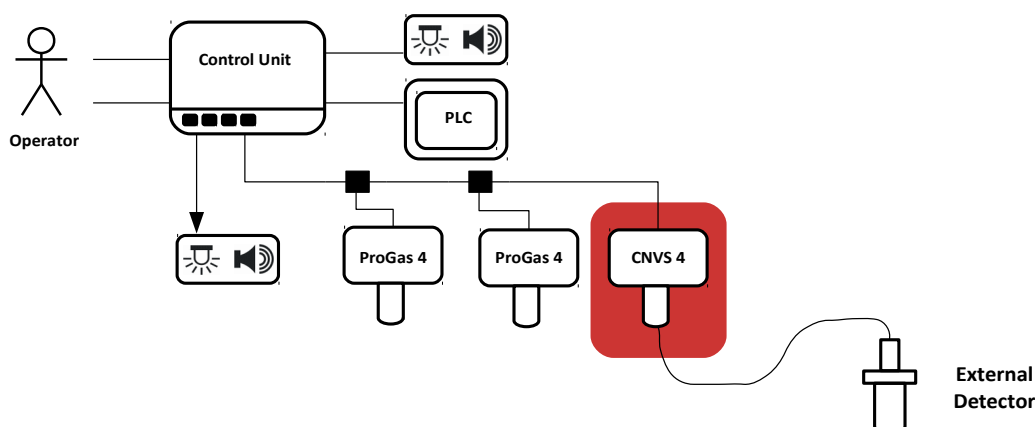 Control Unit
PLC
Operator
ProGas 4
ProGas 4
CNVS 4
External
Detector